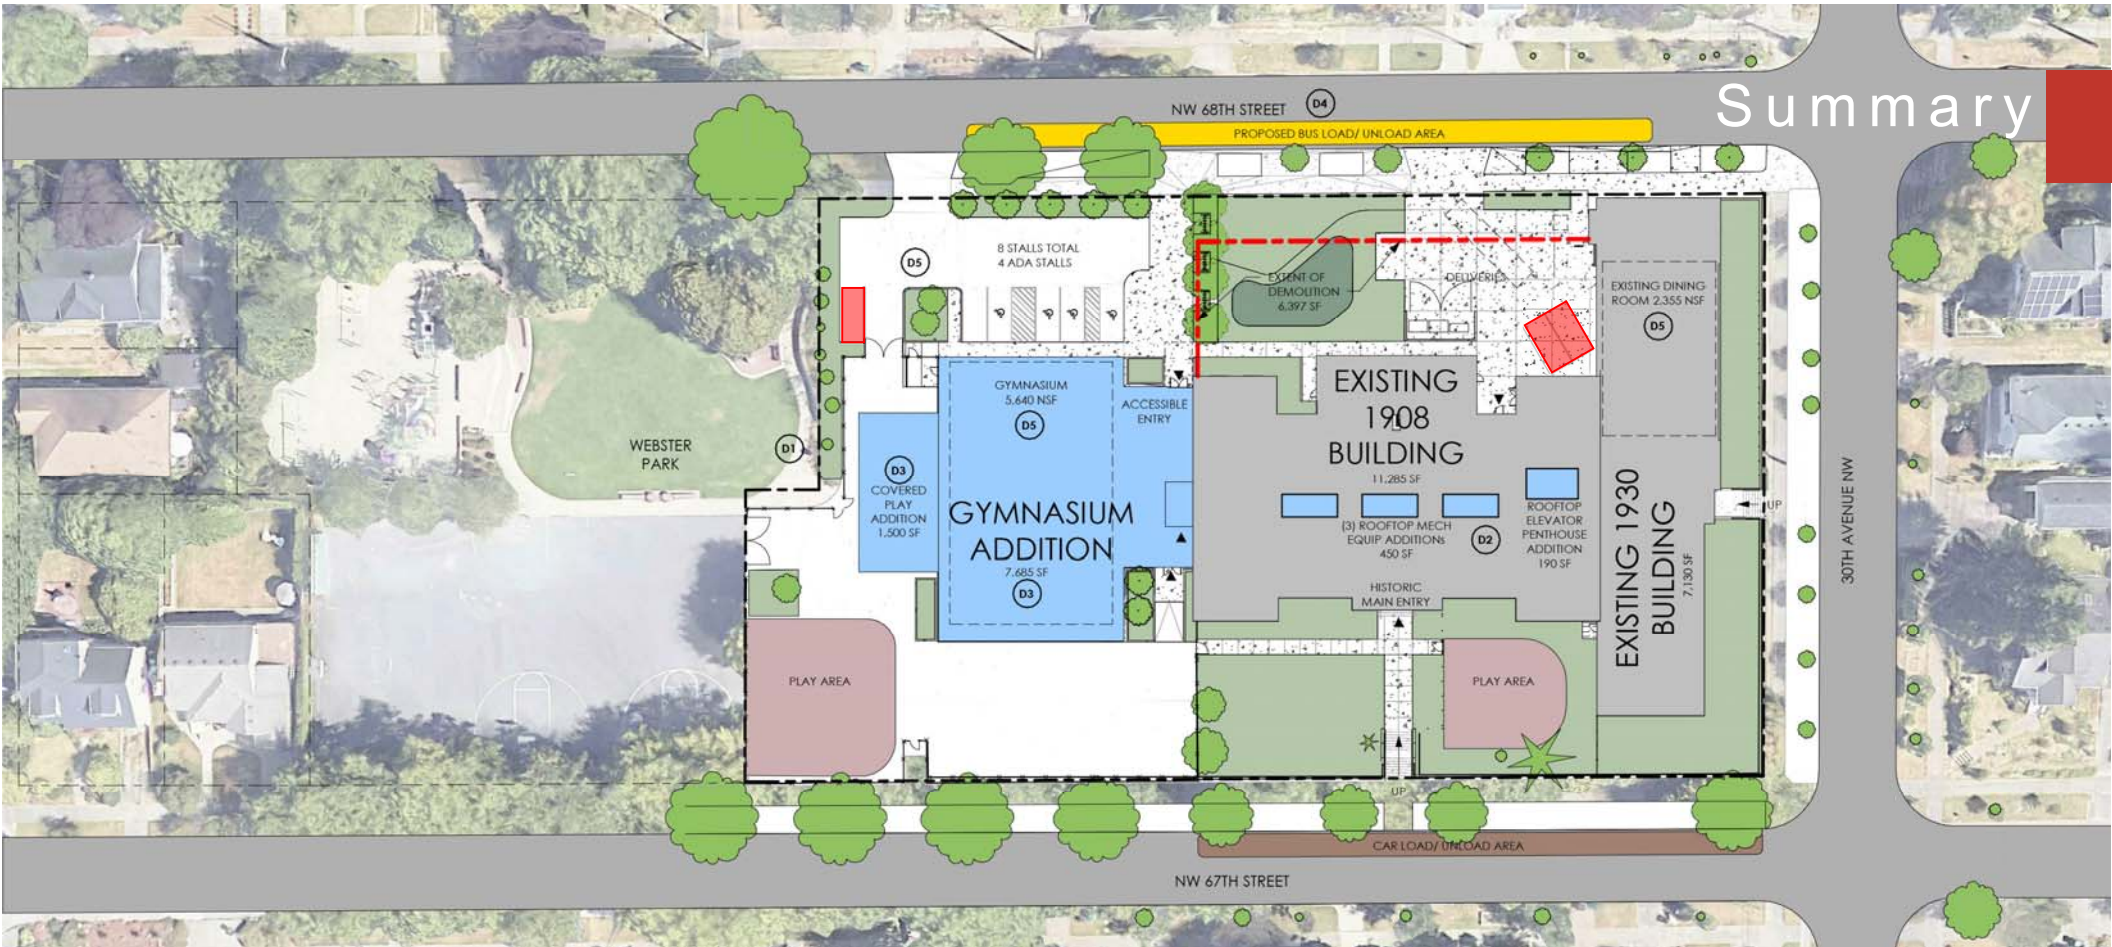 Summary
NW 68TH STREET
D4
PROPOSED BUS LOAD/ UNLOAD AREA
8 STALLS TOTAL
4 ADA STALLS
D5
EXTENT OF
DEMOLITION
6,397 SF
DELIVERIES
EXISTING DINING
ROOM 2,355 NSF
D5
GYMNASIUM
5,640 NSF
D5
ACCESSIBLE
ENTRY
EXISTING
1908
BUILDING
11,285 SF
WEBSTER
PARK
D1
D3
COVERED
PLAY
ADDITION
1,500 SF
GYMNASIUM
ADDITION
7,685 SF
D3
(3) ROOFTOP MECH
EQUIP ADDITIONs
450 SF
D2
ROOFTOP
ELEVATOR
PENTHOUSE
ADDITION
190 SF
HISTORIC
MAIN ENTRY
EXISTING 1930
BUILDING
7,130 SF
UP
30TH AVENUE NW
PLAY AREA
PLAY AREA
UP
CAR LOAD/ UNLOAD AREA
NW 67TH STREET